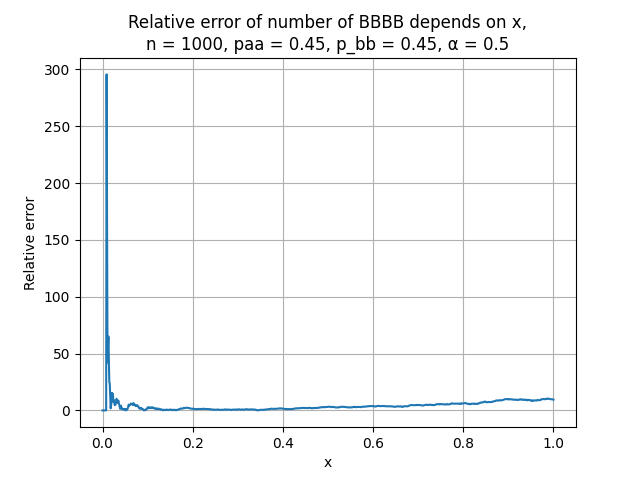 Relative error of number of BBBB depends on x,
n = 1000, paa = 0.45, p_bb = 0.45, α = 0.5
300
250
200
150
100
50
0
Relative error
0.0 0.2 0.4 0.6 0.8 1.0
x